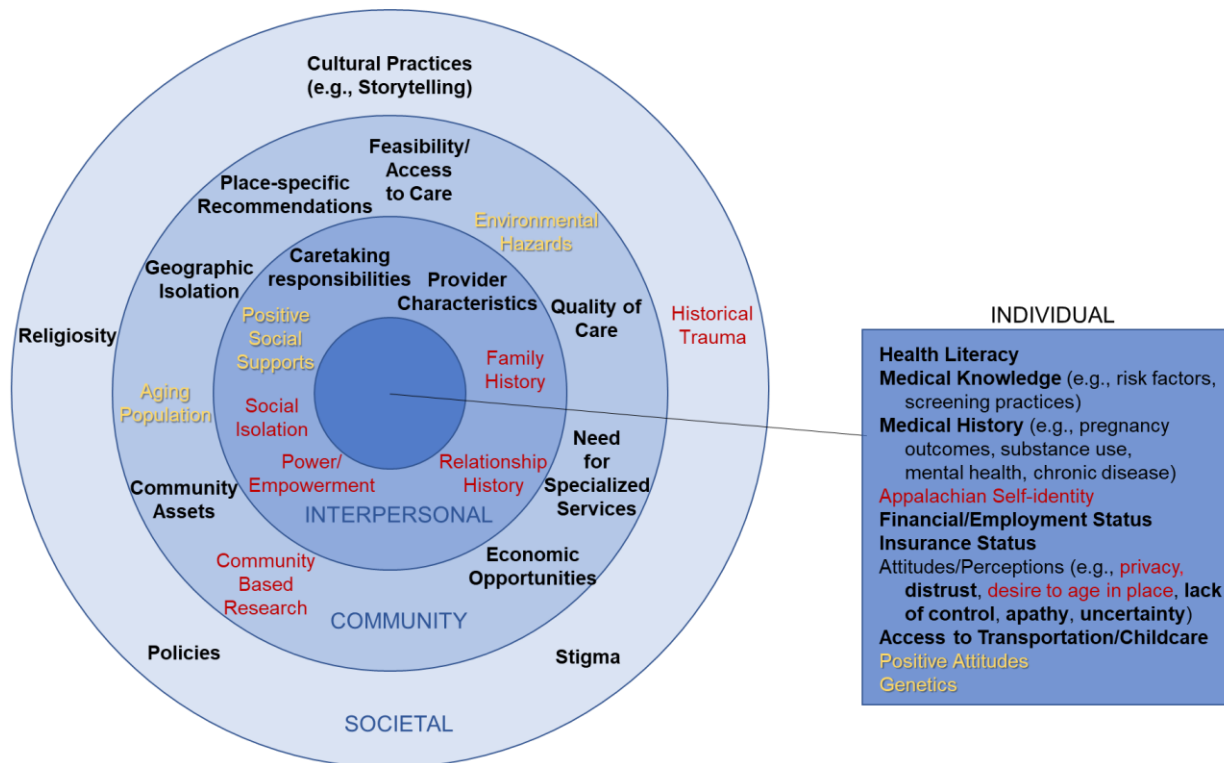 Cultural Practices
(e.g., Storytelling)
Feasibility/
Access
to Care
Place-specific
Recommendations
Environmental
Hazards
Geographic
Isolation
Caretaking
responsibilities
Provider
Characteristics
Quality of
Care
Historical
Trauma
Religiosity
Positive
Social
Supports
Family
History
Aging
Population
Social
Isolation
Power/
Empowerment
Relationship
History
Need
for
Specialized
Services
Community
Assets
INTERPERSONAL
Community
Based
Research
Economic
Opportunities
COMMUNITY
Policies
Stigma
SOCIETAL
INDIVIDUAL
Health Literacy
Medical Knowledge (e.g., risk factors,
screening practices)
Medical History (e.g., pregnancy
outcomes, substance use,
mental health, chronic disease)
Appalachian Self-identity
Financial/Employment Status
Insurance Status
Attitudes/Perceptions (e.g., privacy,
distrust, desire to age in place, lack
of control, apathy, uncertainty)
Access to Transportation/Childcare
Positive Attitudes
Genetics